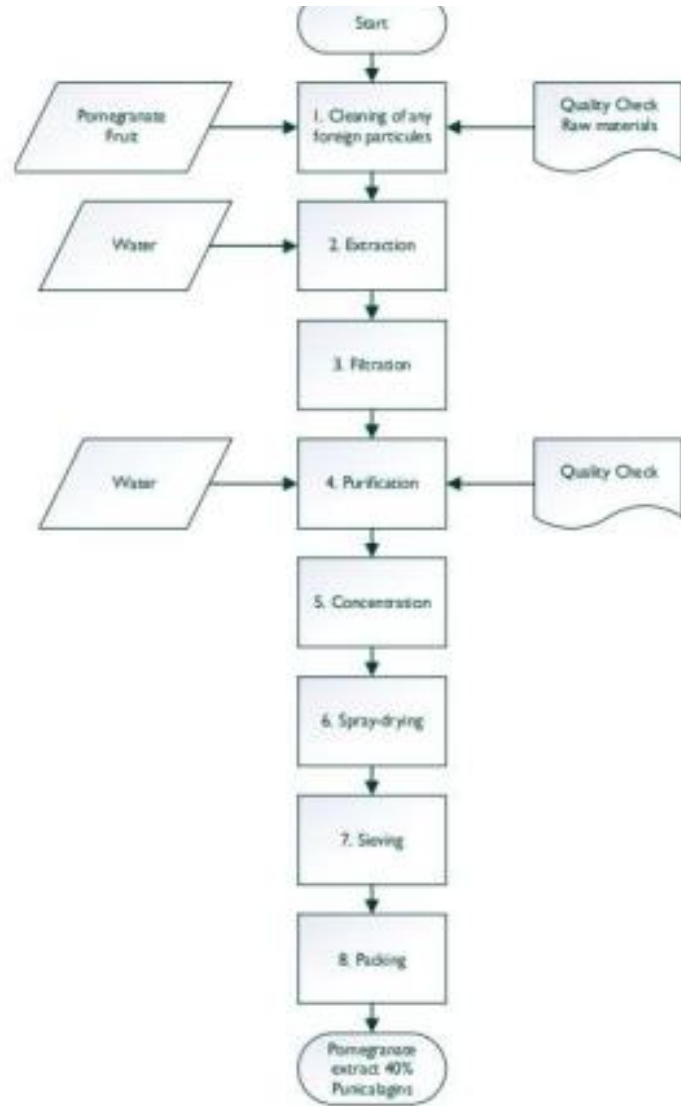 Start
Pomegranate
Fruit
1. Cleaning of any
foreign particules
Quality Check
Raw materials
Water
2. Extraction
3. Filtration
Water
4. Purification
Quality Check
5. Concentration
6. Spray-drying
7. Sieving
8. Packing
Pomegranate
extract 40%
Punicalagins